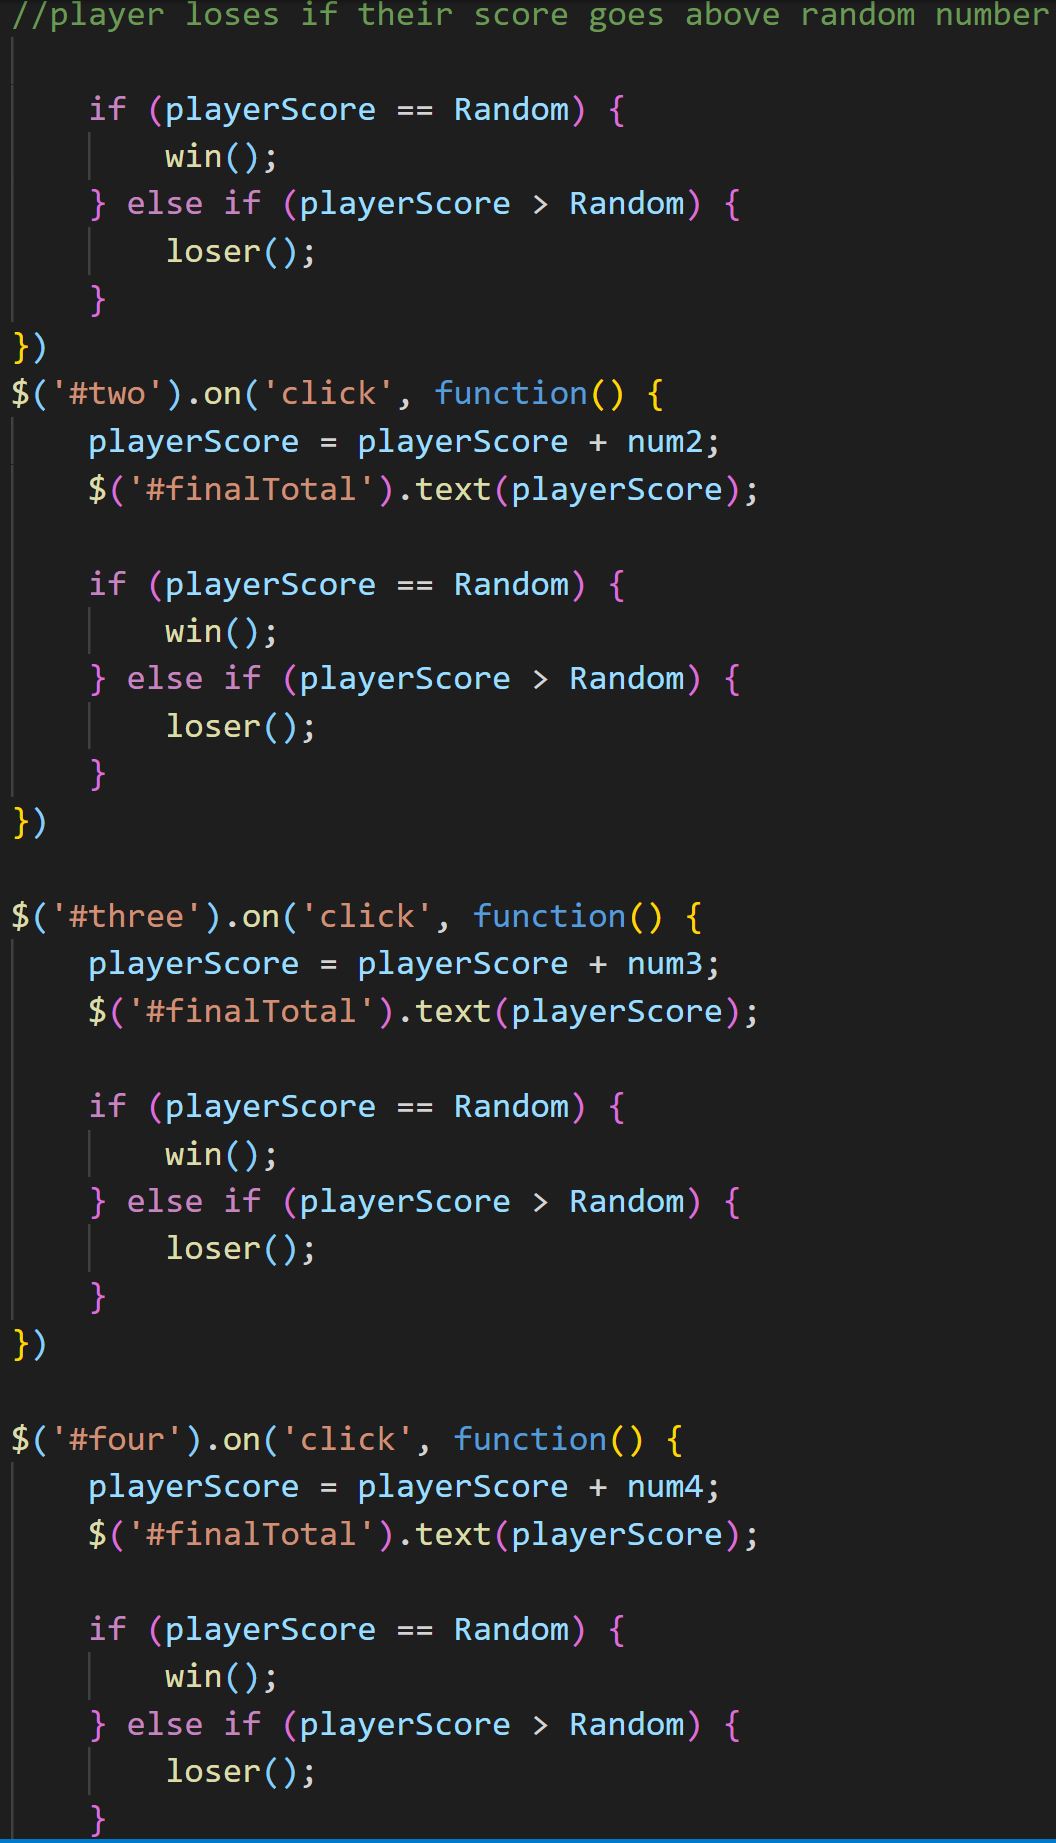 //player loses if their score goes above random number
    if (playerScore == Random) {
        win();
    } else if (playerScore > Random) {
        loser();
    }
})
$('#two').on('click', function() {
    playerScore = playerScore + num2;
    $('#finalTotal').text(playerScore);
    if (playerScore == Random) {
        win();
    } else if (playerScore > Random) {
        loser();
    }
})
$('#three').on('click', function() {
    playerScore = playerScore + num3;
    $('#finalTotal').text(playerScore);
    if (playerScore == Random) {
        win();
    } else if (playerScore > Random) {
        loser();
    }
})
$('#four').on('click', function() {
    playerScore = playerScore + num4;
    $('#finalTotal').text(playerScore);
    if (playerScore == Random) {
        win();
    } else if (playerScore > Random) {
        loser();
    }